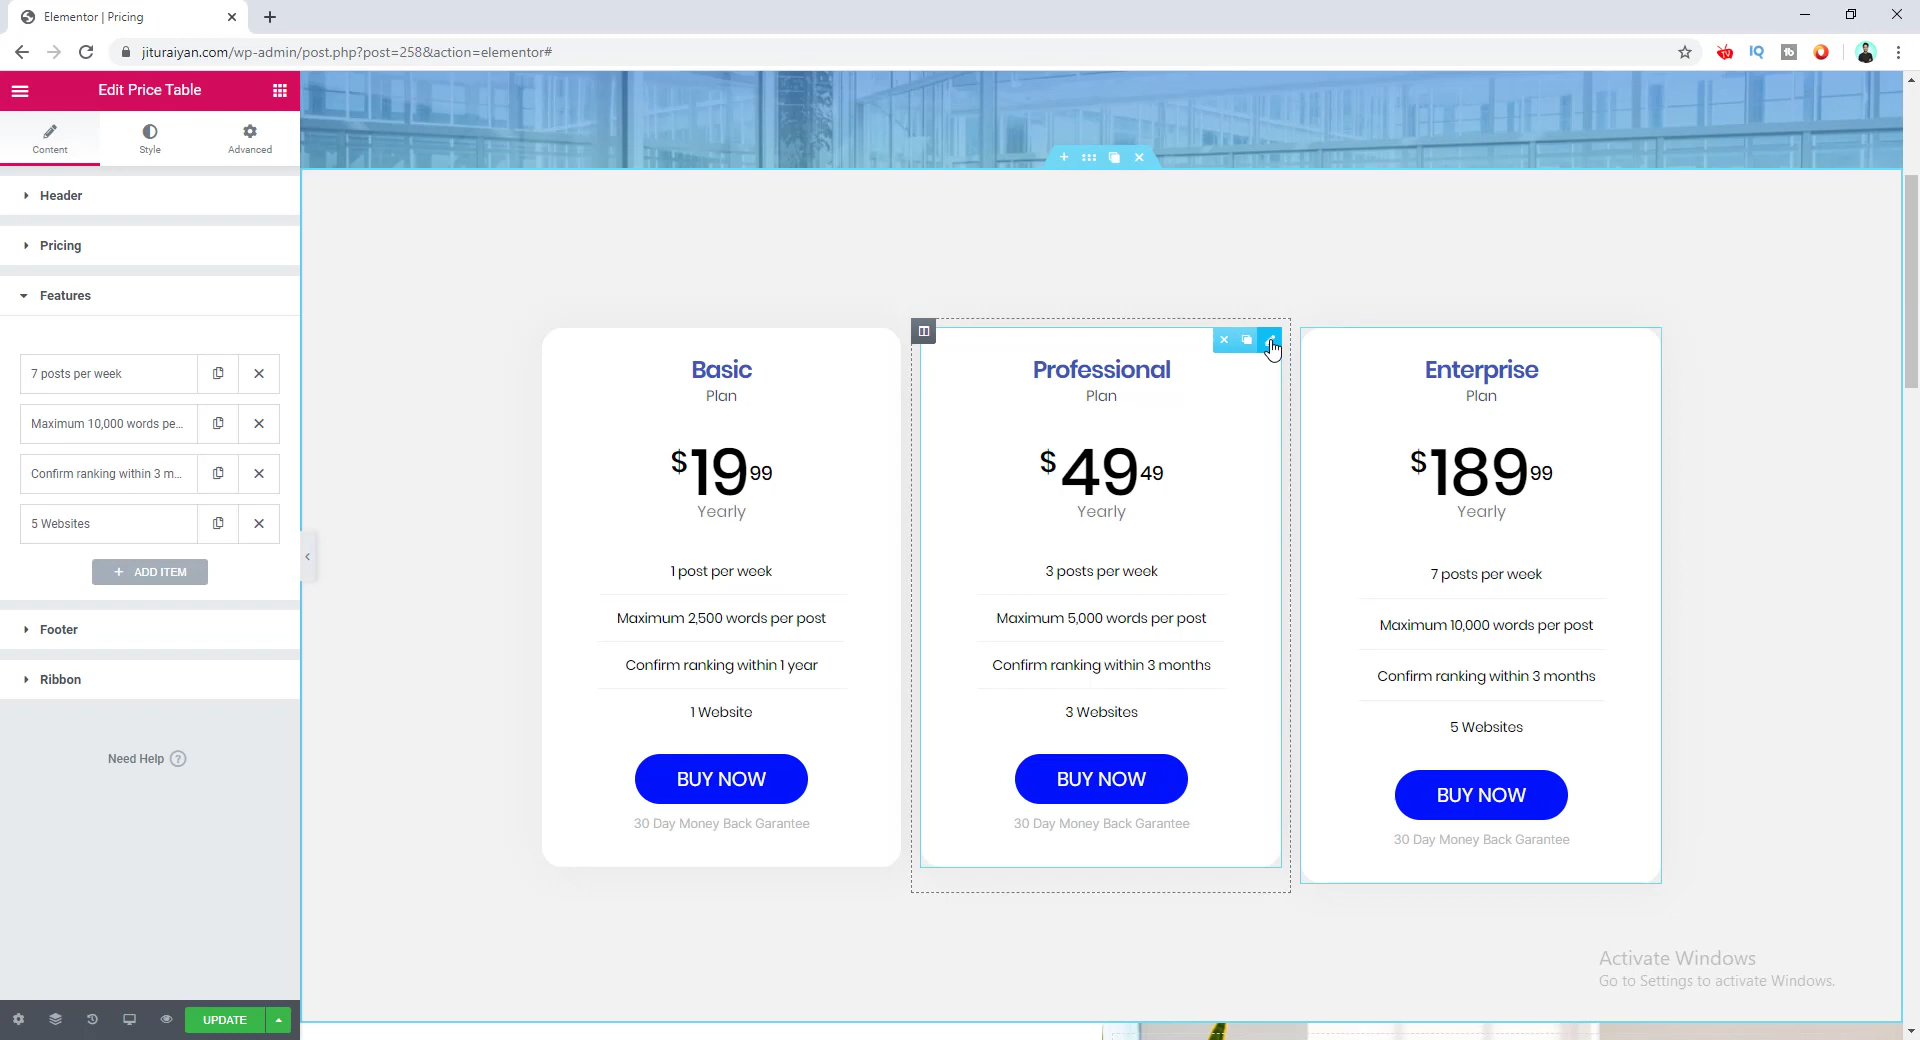 Elementor | Pricing
jituraiyan.com/wp-admin/post.php?post=258&action=elementor#
IQ
tb
Edit Price Table
Content
Style
Advanced
Header
Pricing
Features
7 posts per week
Maximum 10,000 words pe...
Confirm ranking within 3 m...
5 Websites
+ ADD ITEM
Footer
Ribbon
Need Help ?
UPDATE
Basic
Plan
$1999
Yearly
1 post per week
Maximum 2,500 words per post
Confirm ranking within 1 year
1 Website
BUY NOW
30 Day Money Back Garantee
Professional
Plan
$4949
Yearly
3 posts per week
Maximum 5,000 words per post
Confirm ranking within 3 months
3 Websites
BUY NOW
30 Day Money Back Garantee
Enterprise
Plan
$18999
Yearly
7 posts per week
Maximum 10,000 words per post
Confirm ranking within 3 months
5 Websites
BUY NOW
30 Day Money Back Garantee
Activate Windows
Go to Settings to activate Windows.